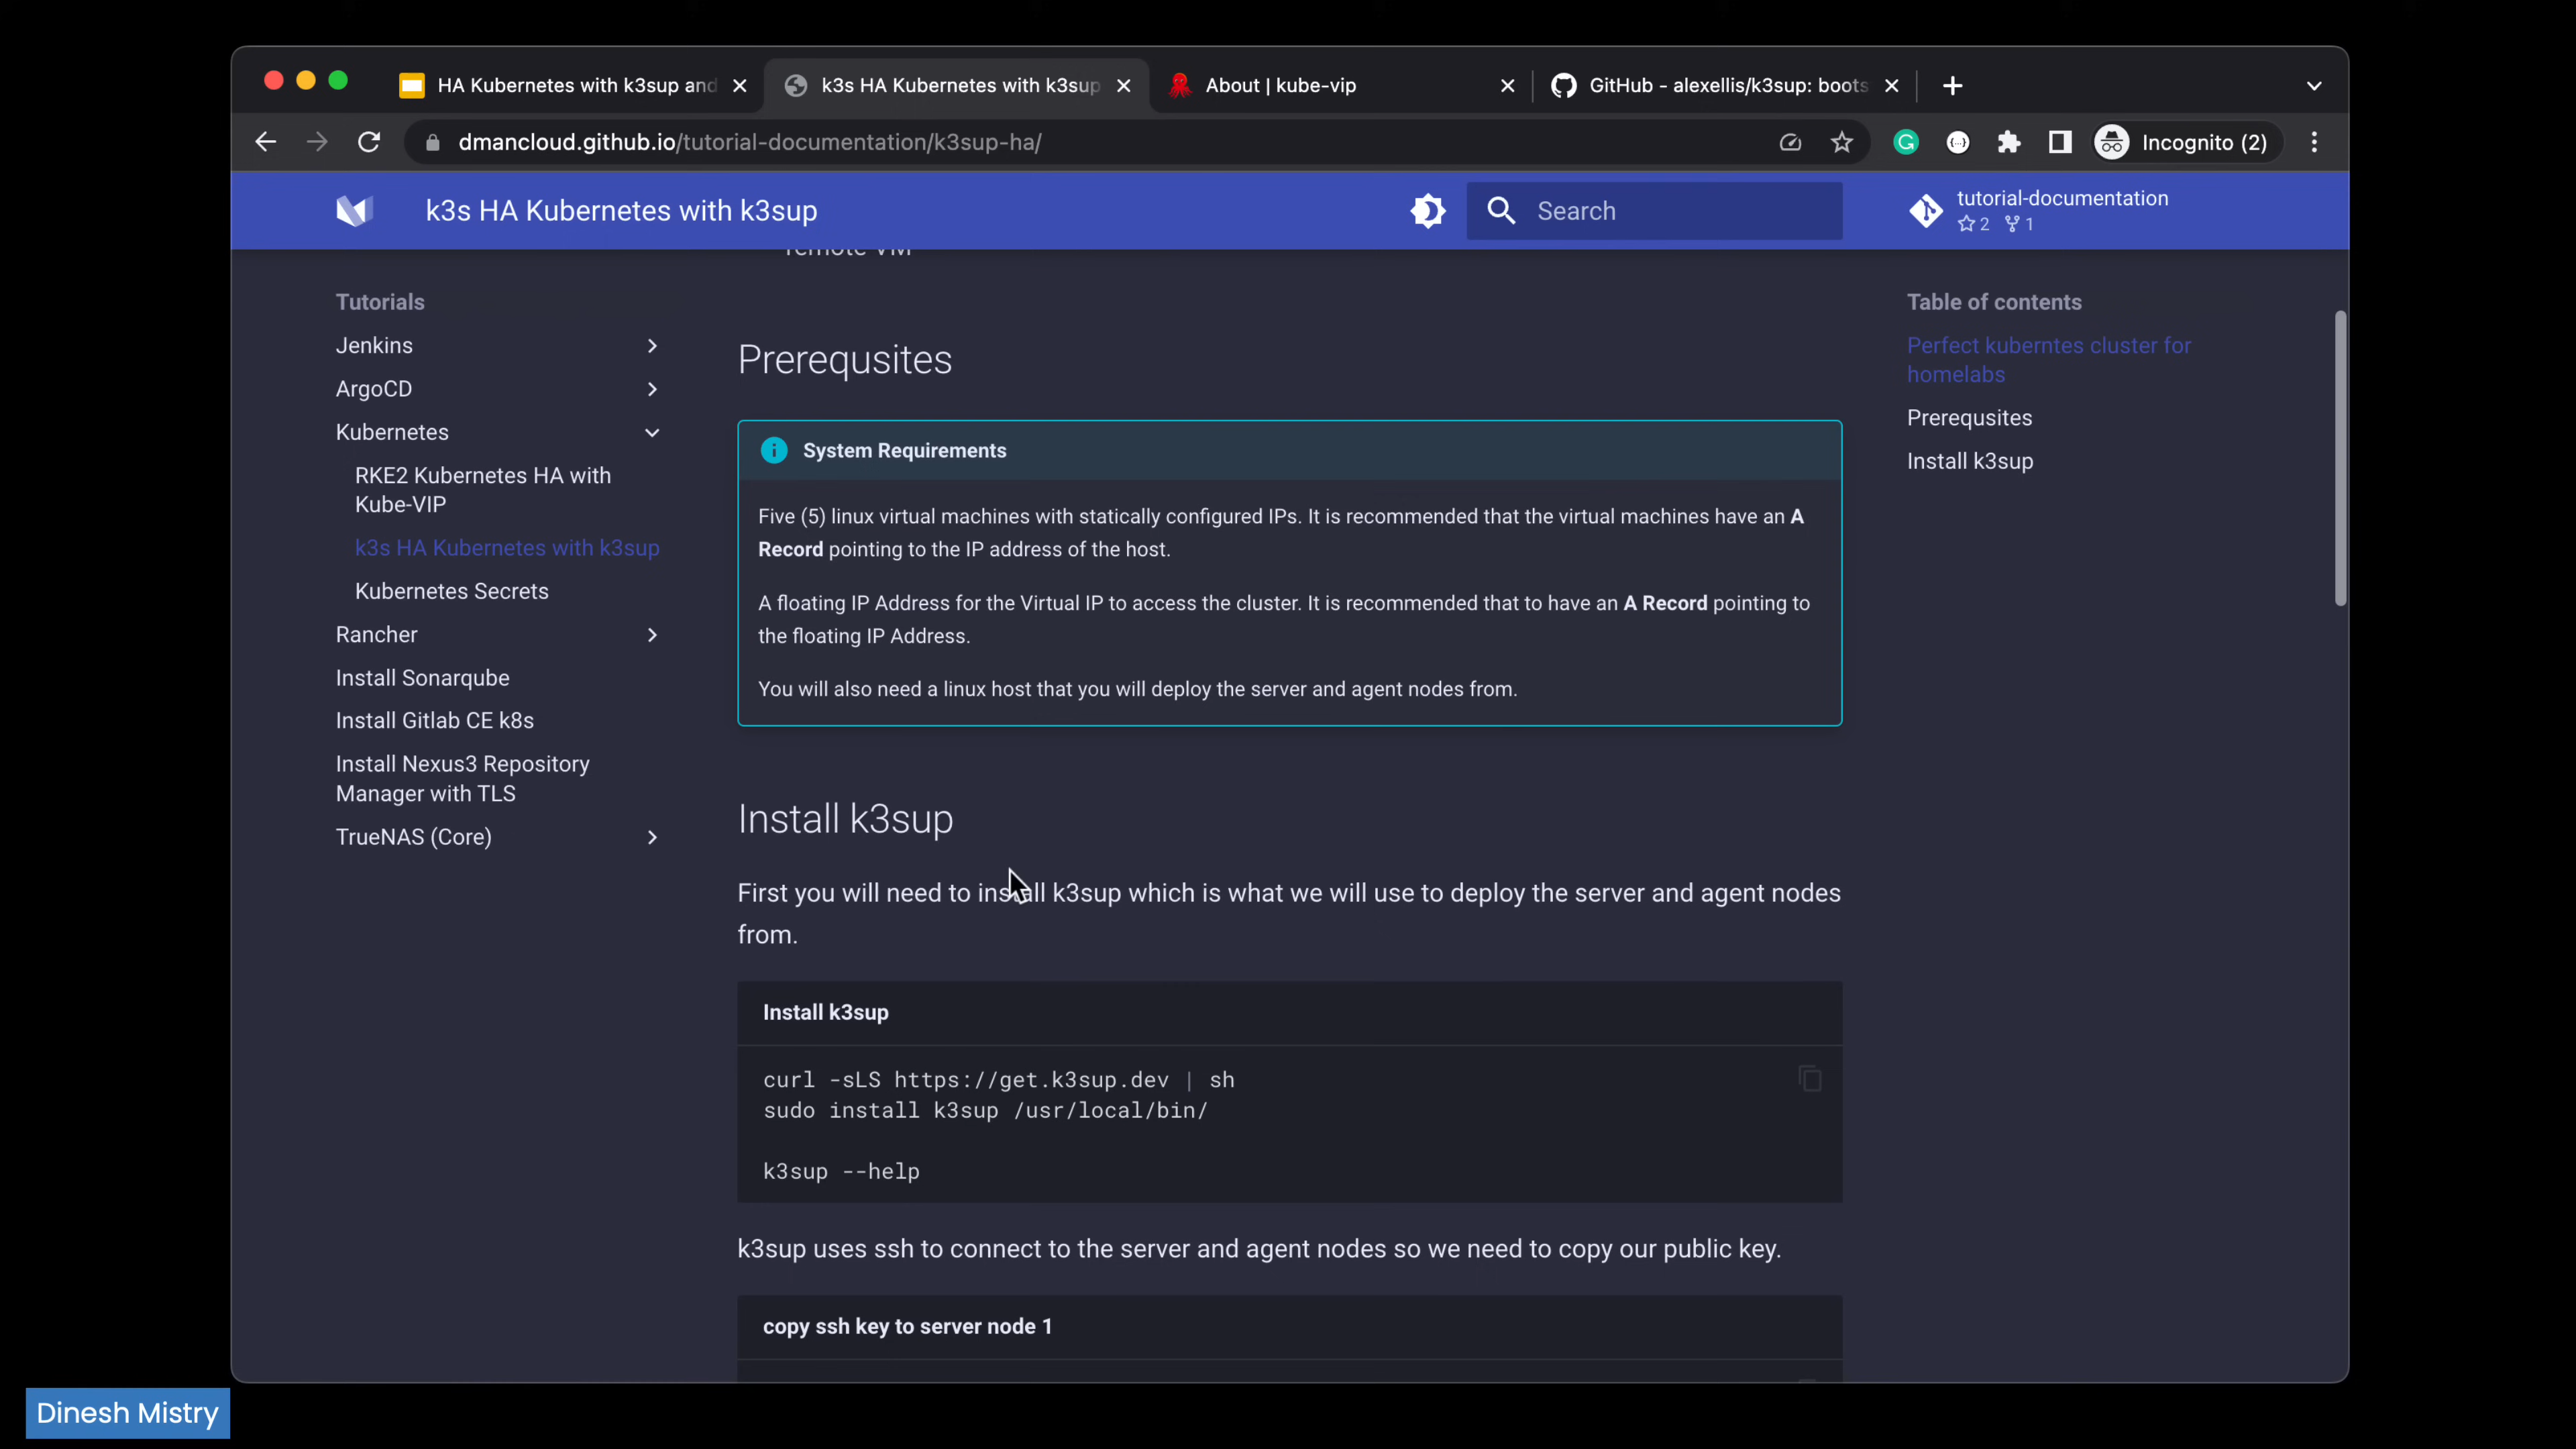 HA Kubernetes with k3sup and
k3s HA Kubernetes with k3sup
About | kube-vip
GitHub - alexellis/k3sup: boots
dmancloud.github.io/tutorial-documentation/k3sup-ha/
Incognito (2)
k3s HA Kubernetes with k3sup
Search
tutorial-documentation
2 1
remote VM
Tutorials
Jenkins
ArgoCD
Kubernetes
RKE2 Kubernetes HA with
Kube-VIP
k3s HA Kubernetes with k3sup
Kubernetes Secrets
Rancher
Install Sonarqube
Install Gitlab CE k8s
Install Nexus3 Repository
Manager with TLS
TrueNAS (Core)
Prerequsites
System Requirements
Five (5) linux virtual machines with statically configured IPs. It is recommended that the virtual machines have an A
Record pointing to the IP address of the host.
A floating IP Address for the Virtual IP to access the cluster. It is recommended that to have an A Record pointing to
the floating IP Address.
You will also need a linux host that you will deploy the server and agent nodes from.
Install k3sup
First you will need to install k3sup which is what we will use to deploy the server and agent nodes
from.
Install k3sup
curl -sLS https://get.k3sup.dev | sh
sudo install k3sup /usr/local/bin/
k3sup --help
k3sup uses ssh to connect to the server and agent nodes so we need to copy our public key.
copy ssh key to server node 1
Table of contents
Perfect kuberntes cluster for
homelabs
Prerequsites
Install k3sup
Dinesh Mistry